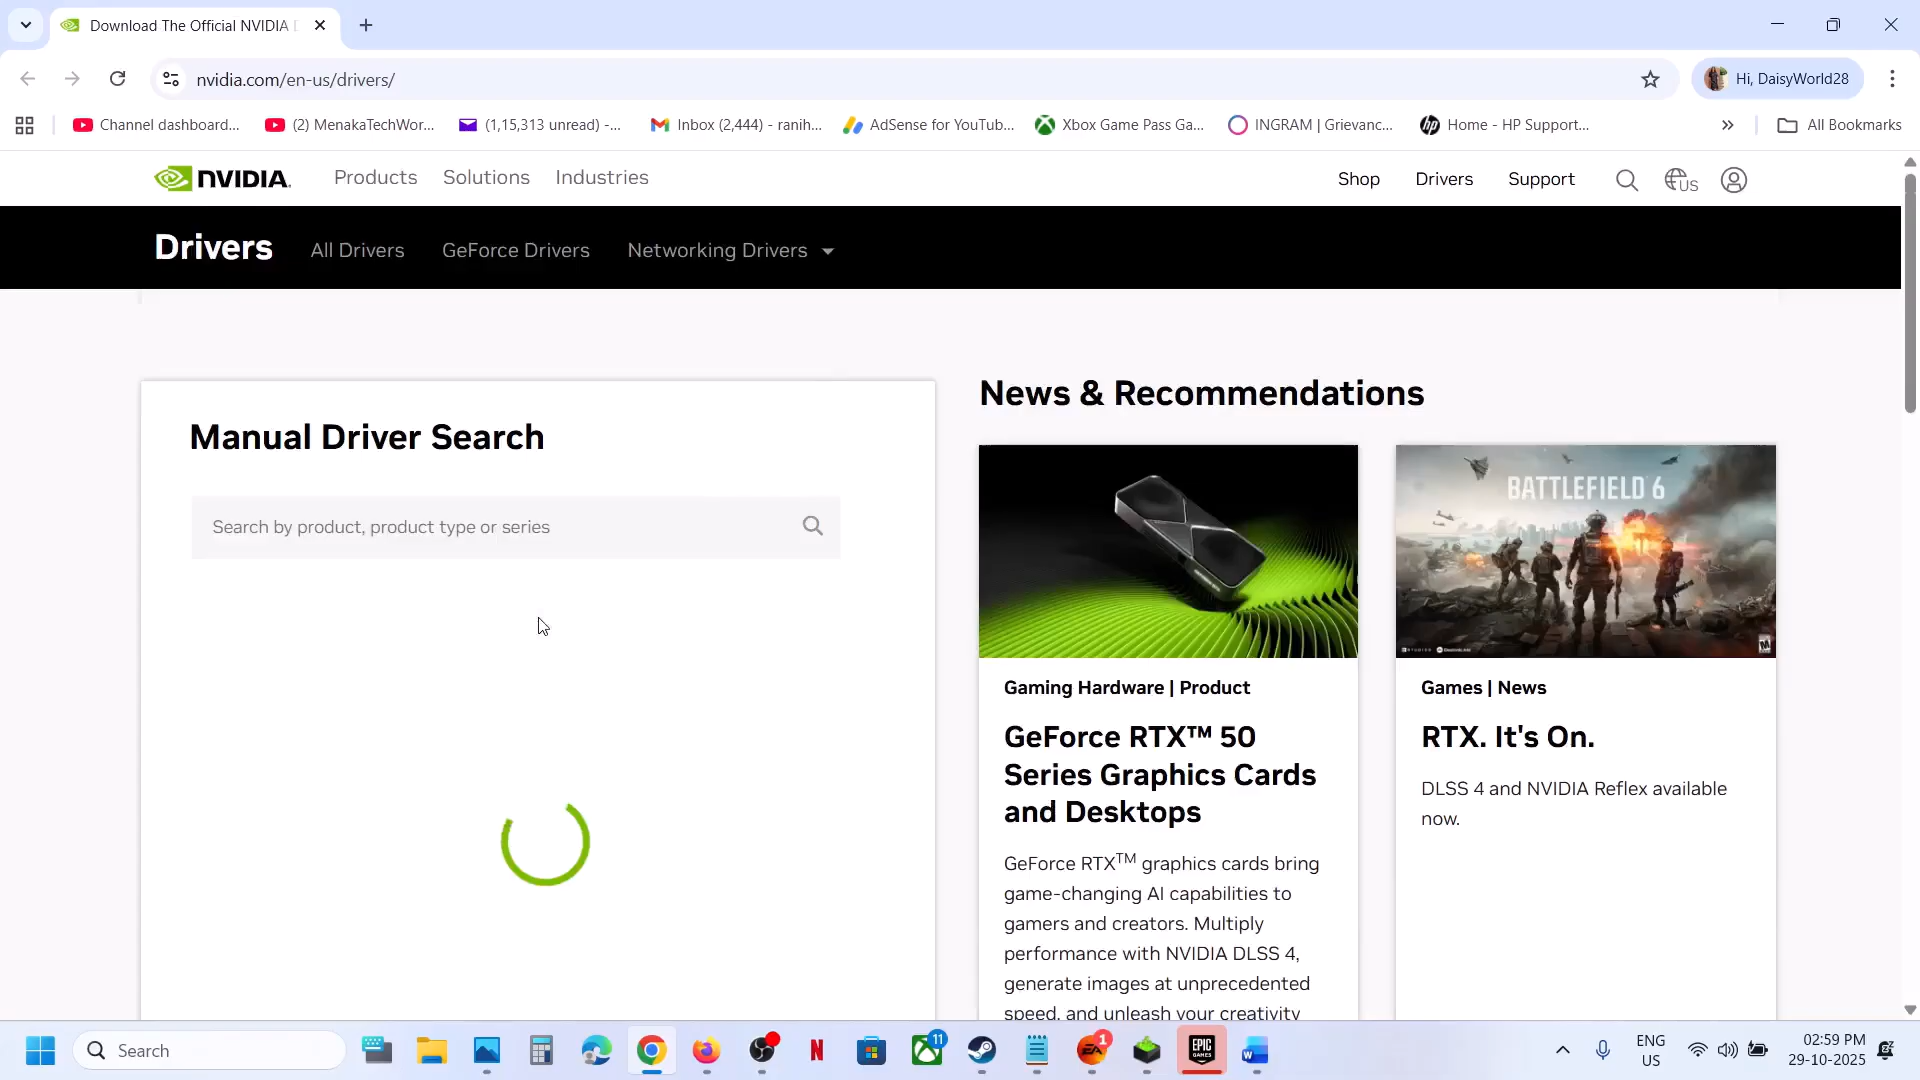 Download The Official NVIDIA
nvidia.com/en-us/drivers/
Hi, DaisyWorld28
Channel dashboard...
(2) MenakaTechWor...
(1,15,313 unread) -...
Inbox (2,444) - ranih...
AdSense for YouTub...
Xbox Game Pass Ga...
INGRAM | Grievanc...
Home - HP Support...
All Bookmarks
NVIDIA.
Products
Solutions
Industries
Shop
Drivers
Support
US
Drivers
All Drivers
GeForce Drivers
Networking Drivers
Manual Driver Search
Search by product, product type or series
News & Recommendations
BATTLEFIELD 6
Gaming Hardware | Product
GeForce RTX™ 50
Series Graphics Cards
and Desktops
GeForce RTX™ graphics cards bring
game-changing AI capabilities to
gamers and creators. Multiply
performance with NVIDIA DLSS 4,
generate images at unprecedented
speed, and unleash your creativity
Games | News
RTX. It's On.
DLSS 4 and NVIDIA Reflex available
now.
Search
11
1
EA
EPIC
GAMES
ENG
US
02:59 PM
29-10-2025